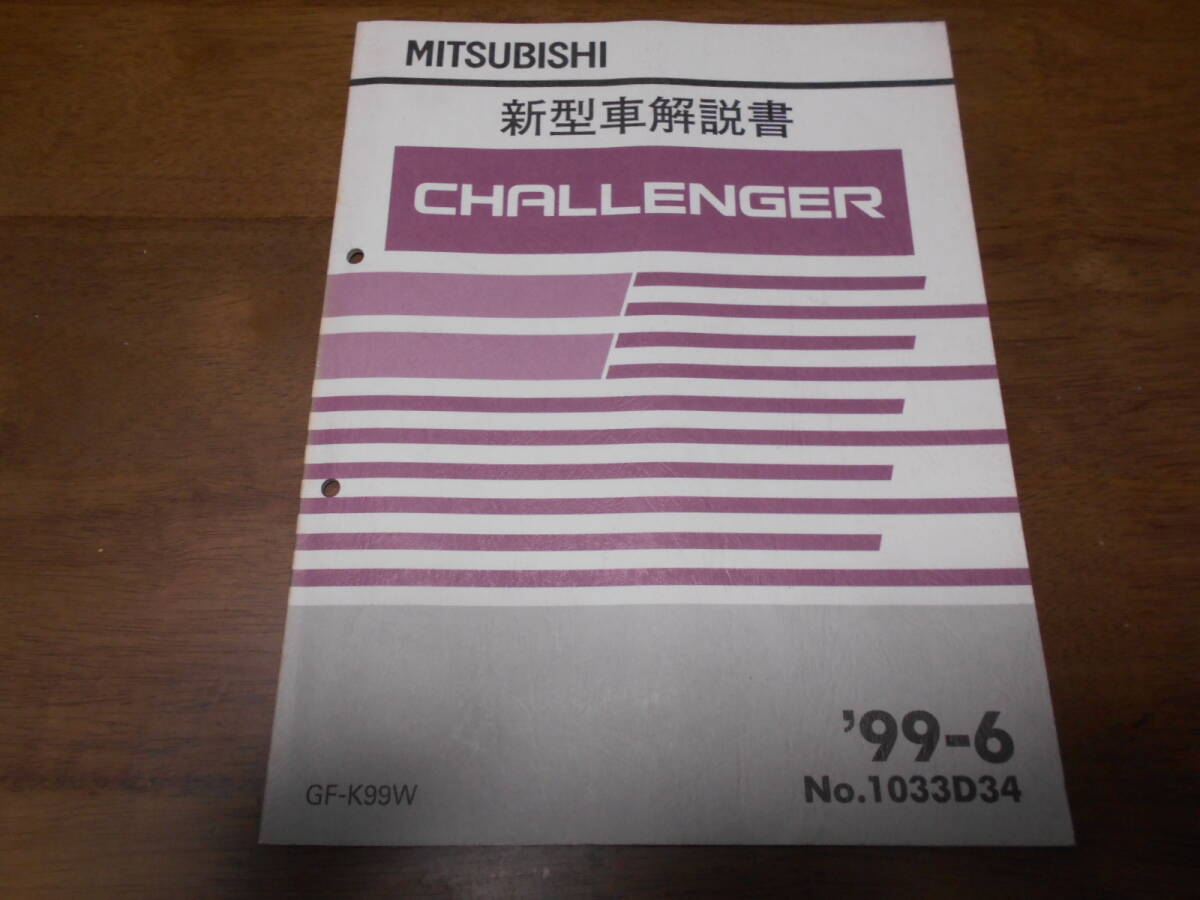 MITSUBISHI
新型車解説書
CHALLENGER
'99-6
No.1033D34
GF-K99W